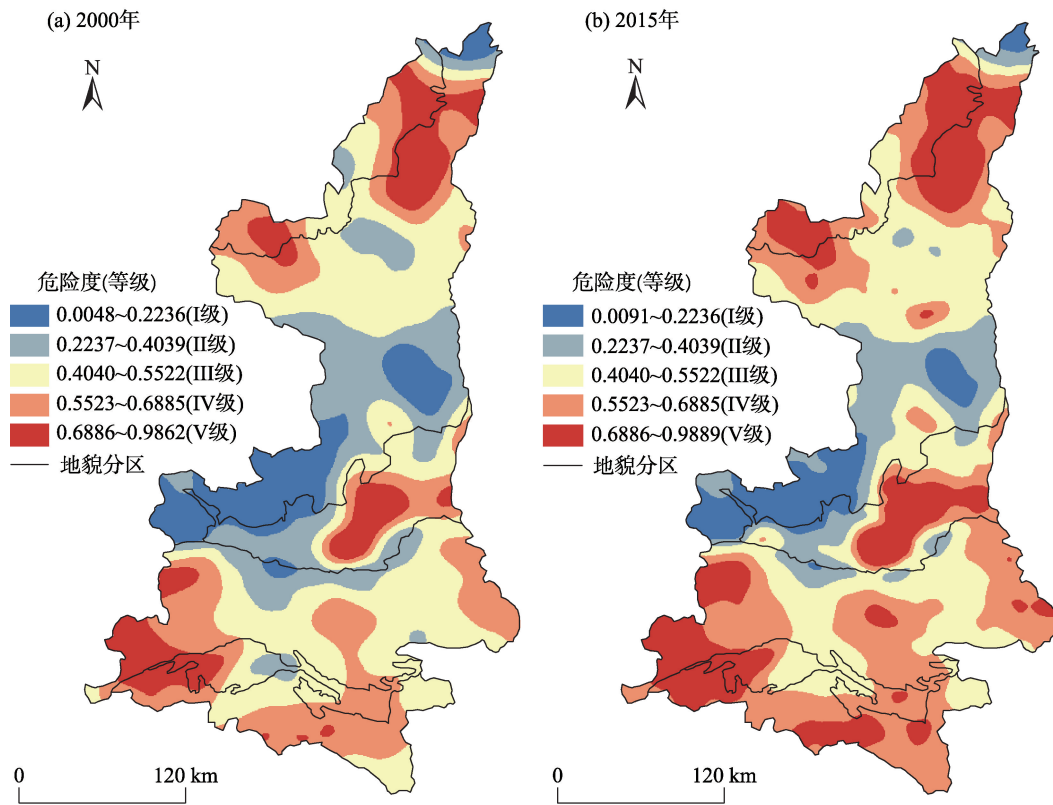 (a) 2000年
N
危险度(等级)
0.0048~0.2236(I级)
0.2237~0.4039(II级)
0.4040~0.5522(III级)
0.5523~0.6885(IV级)
0.6886~0.9862(V级)
地貌分区
0 120 km
(b) 2015年
N
危险度(等级)
0.0091~0.2236(I级)
0.2237~0.4039(II级)
0.4040~0.5522(III级)
0.5523~0.6885(IV级)
0.6886~0.9889(V级)
地貌分区
0 120 km